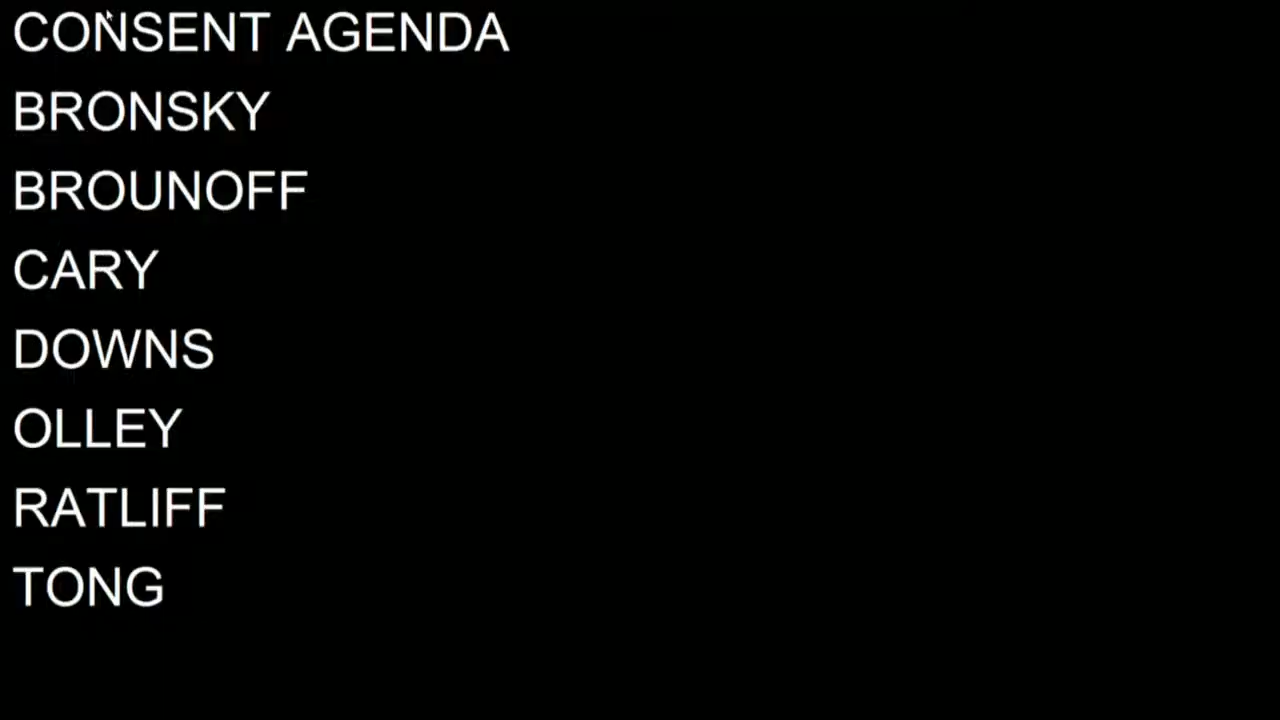 CONSENT AGENDA
BRONSKY
BROUNOFF
CARY
DOWNS
OLLEY
RATLIFF
TONG